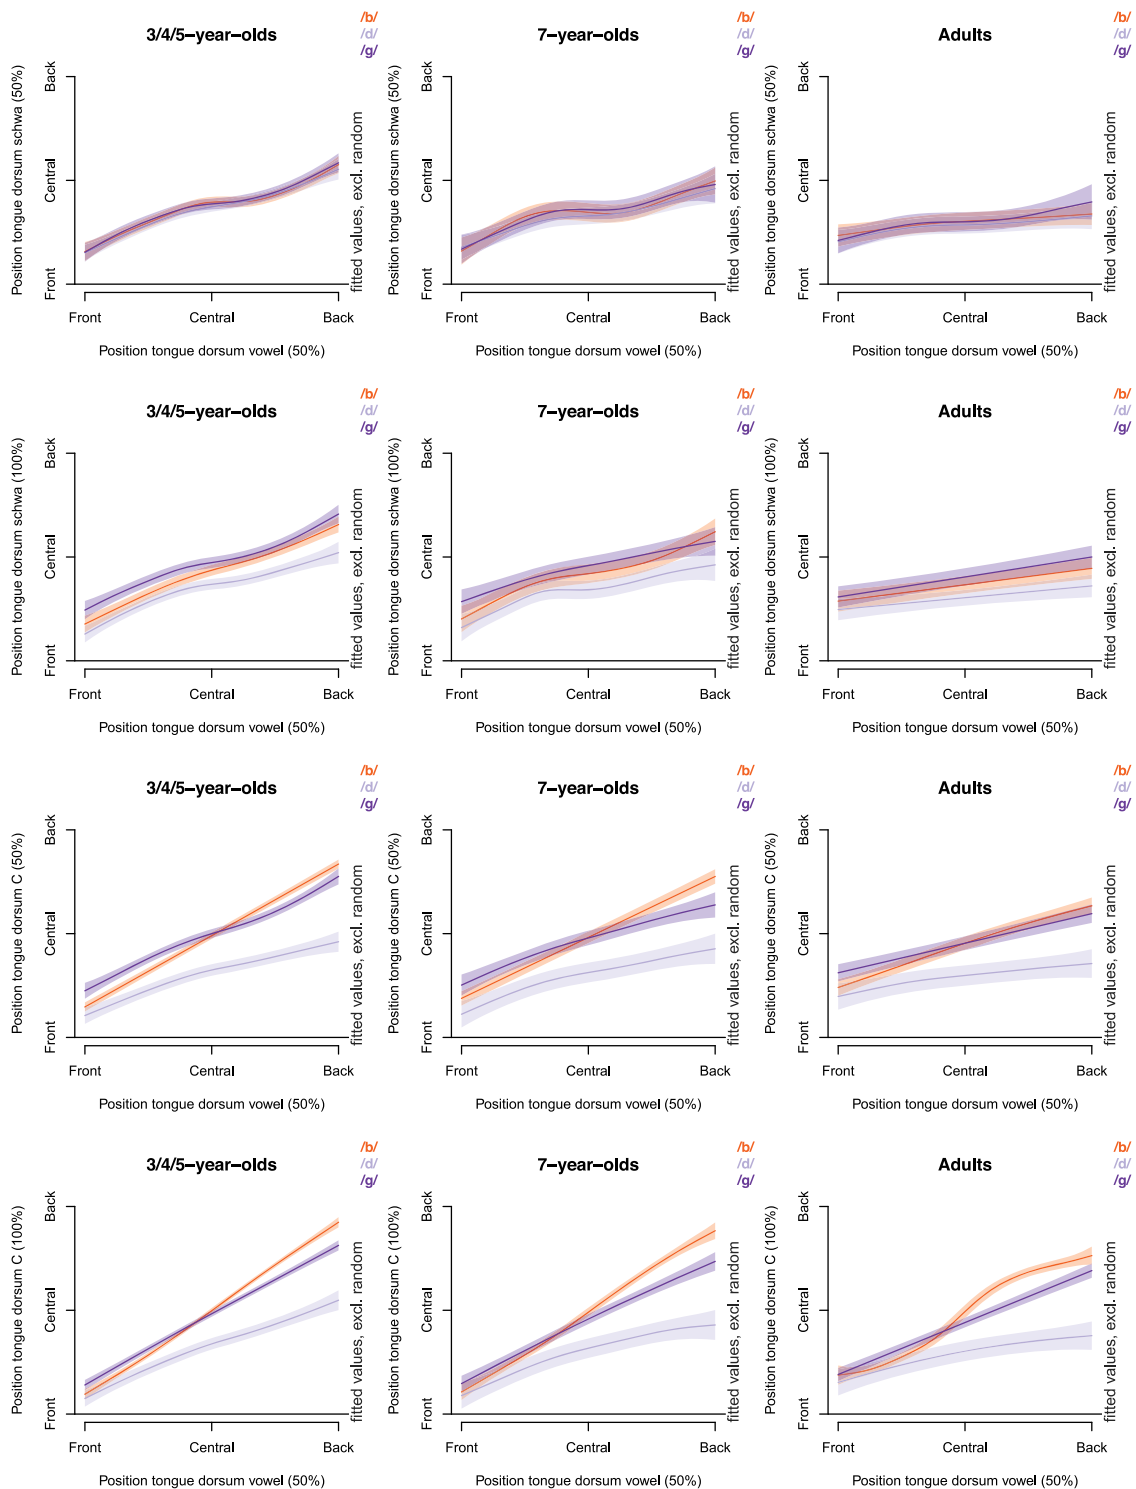 /b/
/d/
/g/
3/4/5–year–olds
Position tongue dorsum schwa (50%)
Back
Central
Front
fitted values, excl. random
Front Central Back
Position tongue dorsum vowel (50%)
/b/
/d/
/g/
7–year–olds
Position tongue dorsum schwa (50%)
Back
Central
Front
fitted values, excl. random
Front Central Back
Position tongue dorsum vowel (50%)
/b/
/d/
/g/
Adults
Position tongue dorsum schwa (50%)
Back
Central
Front
Front Central Back
Position tongue dorsum vowel (50%)
/b/
/d/
/g/
3/4/5–year–olds
Position tongue dorsum schwa (100%)
Back
Central
Front
fitted values, excl. random
Front Central Back
Position tongue dorsum vowel (50%)
/b/
/d/
/g/
7–year–olds
Position tongue dorsum schwa (100%)
Back
Central
Front
fitted values, excl. random
Front Central Back
Position tongue dorsum vowel (50%)
/b/
/d/
/g/
Adults
Position tongue dorsum schwa (100%)
Back
Central
Front
fitted values, excl. random
Front Central Back
Position tongue dorsum vowel (50%)
/b/
/d/
/g/
3/4/5–year–olds
Position tongue dorsum C (50%)
Back
Central
Front
fitted values, excl. random
Front Central Back
Position tongue dorsum vowel (50%)
/b/
/d/
/g/
7–year–olds
Position tongue dorsum C (50%)
Back
Central
Front
fitted values, excl. random
Front Central Back
Position tongue dorsum vowel (50%)
/b/
/d/
/g/
Adults
Position tongue dorsum C (50%)
Back
Central
Front
fitted values, excl. random
Front Central Back
Position tongue dorsum vowel (50%)
/b/
/d/
/g/
3/4/5–year–olds
Position tongue dorsum C (100%)
Back
Central
Front
fitted values, excl. random
Front Central Back
Position tongue dorsum vowel (50%)
/b/
/d/
/g/
7–year–olds
Position tongue dorsum C (100%)
Back
Central
Front
fitted values, excl. random
Front Central Back
Position tongue dorsum vowel (50%)
/b/
/d/
/g/
Adults
Position tongue dorsum C (100%)
Back
Central
Front
fitted values, excl. random
Front Central Back
Position tongue dorsum vowel (50%)